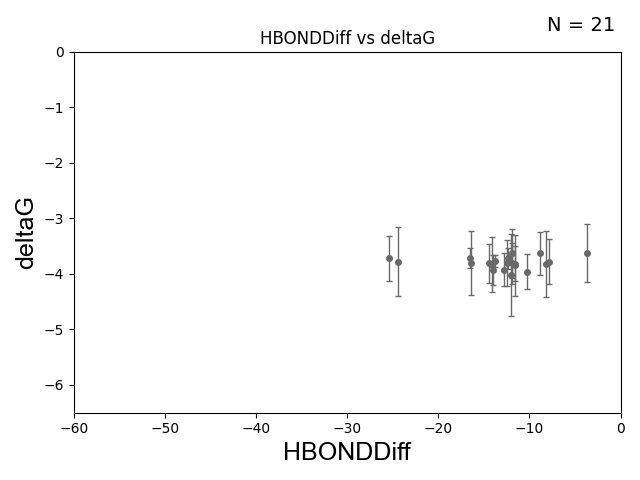 N = 21
HBONDDiff vs deltaG
0
−1
−2
−3
−4
−5
−6
deltaG
−60 −50 −40 −30 −20 −10 0
HBONDDiff